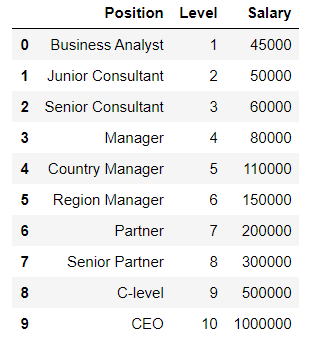 Position Level Salary
0 Business Analyst 1 45000
1 Junior Consultant 2 50000
2 Senior Consultant 3 60000
3 Manager 4 80000
4 Country Manager 5 110000
5 Region Manager 6 150000
6 Partner 7 200000
7 Senior Partner 8 300000
8 C-level 9 500000
9 CEO 10 1000000